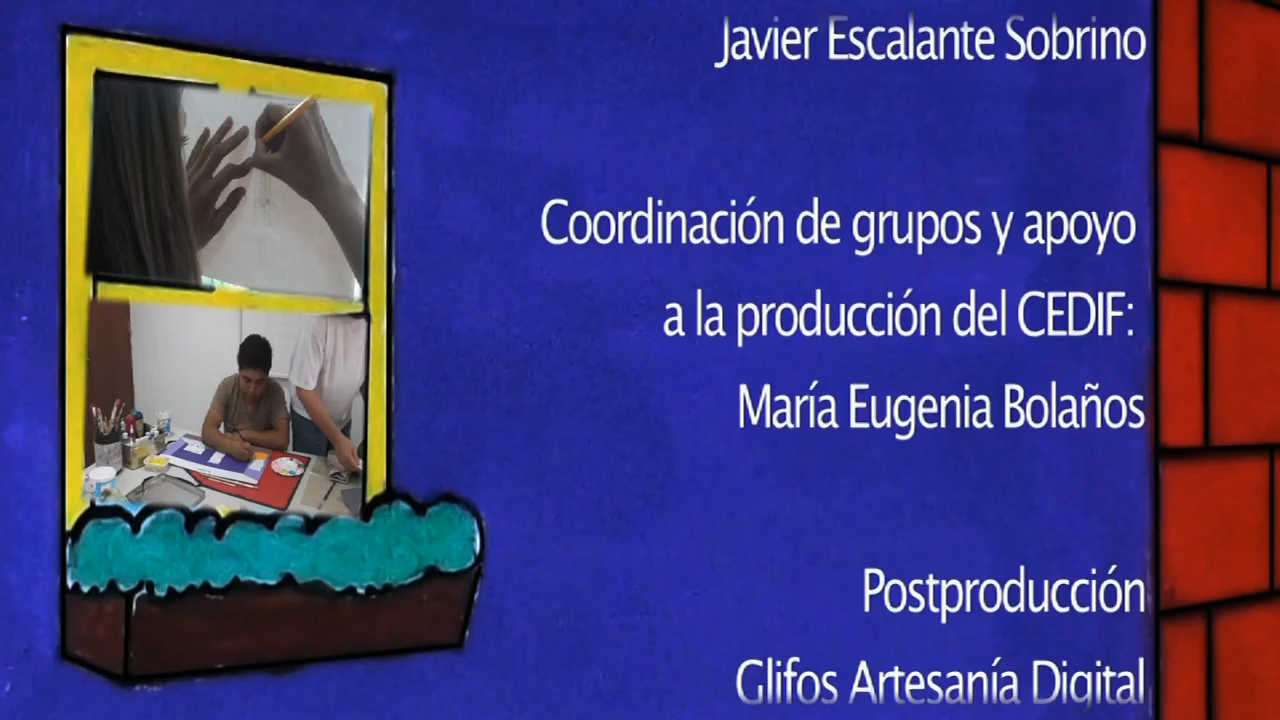 Javier Escalante Sobrino
Coordinación de grupos y apoyo
a la producción del CEDIF:
María Eugenia Bolaños
Postproducción
Glifos Artesanía Digital